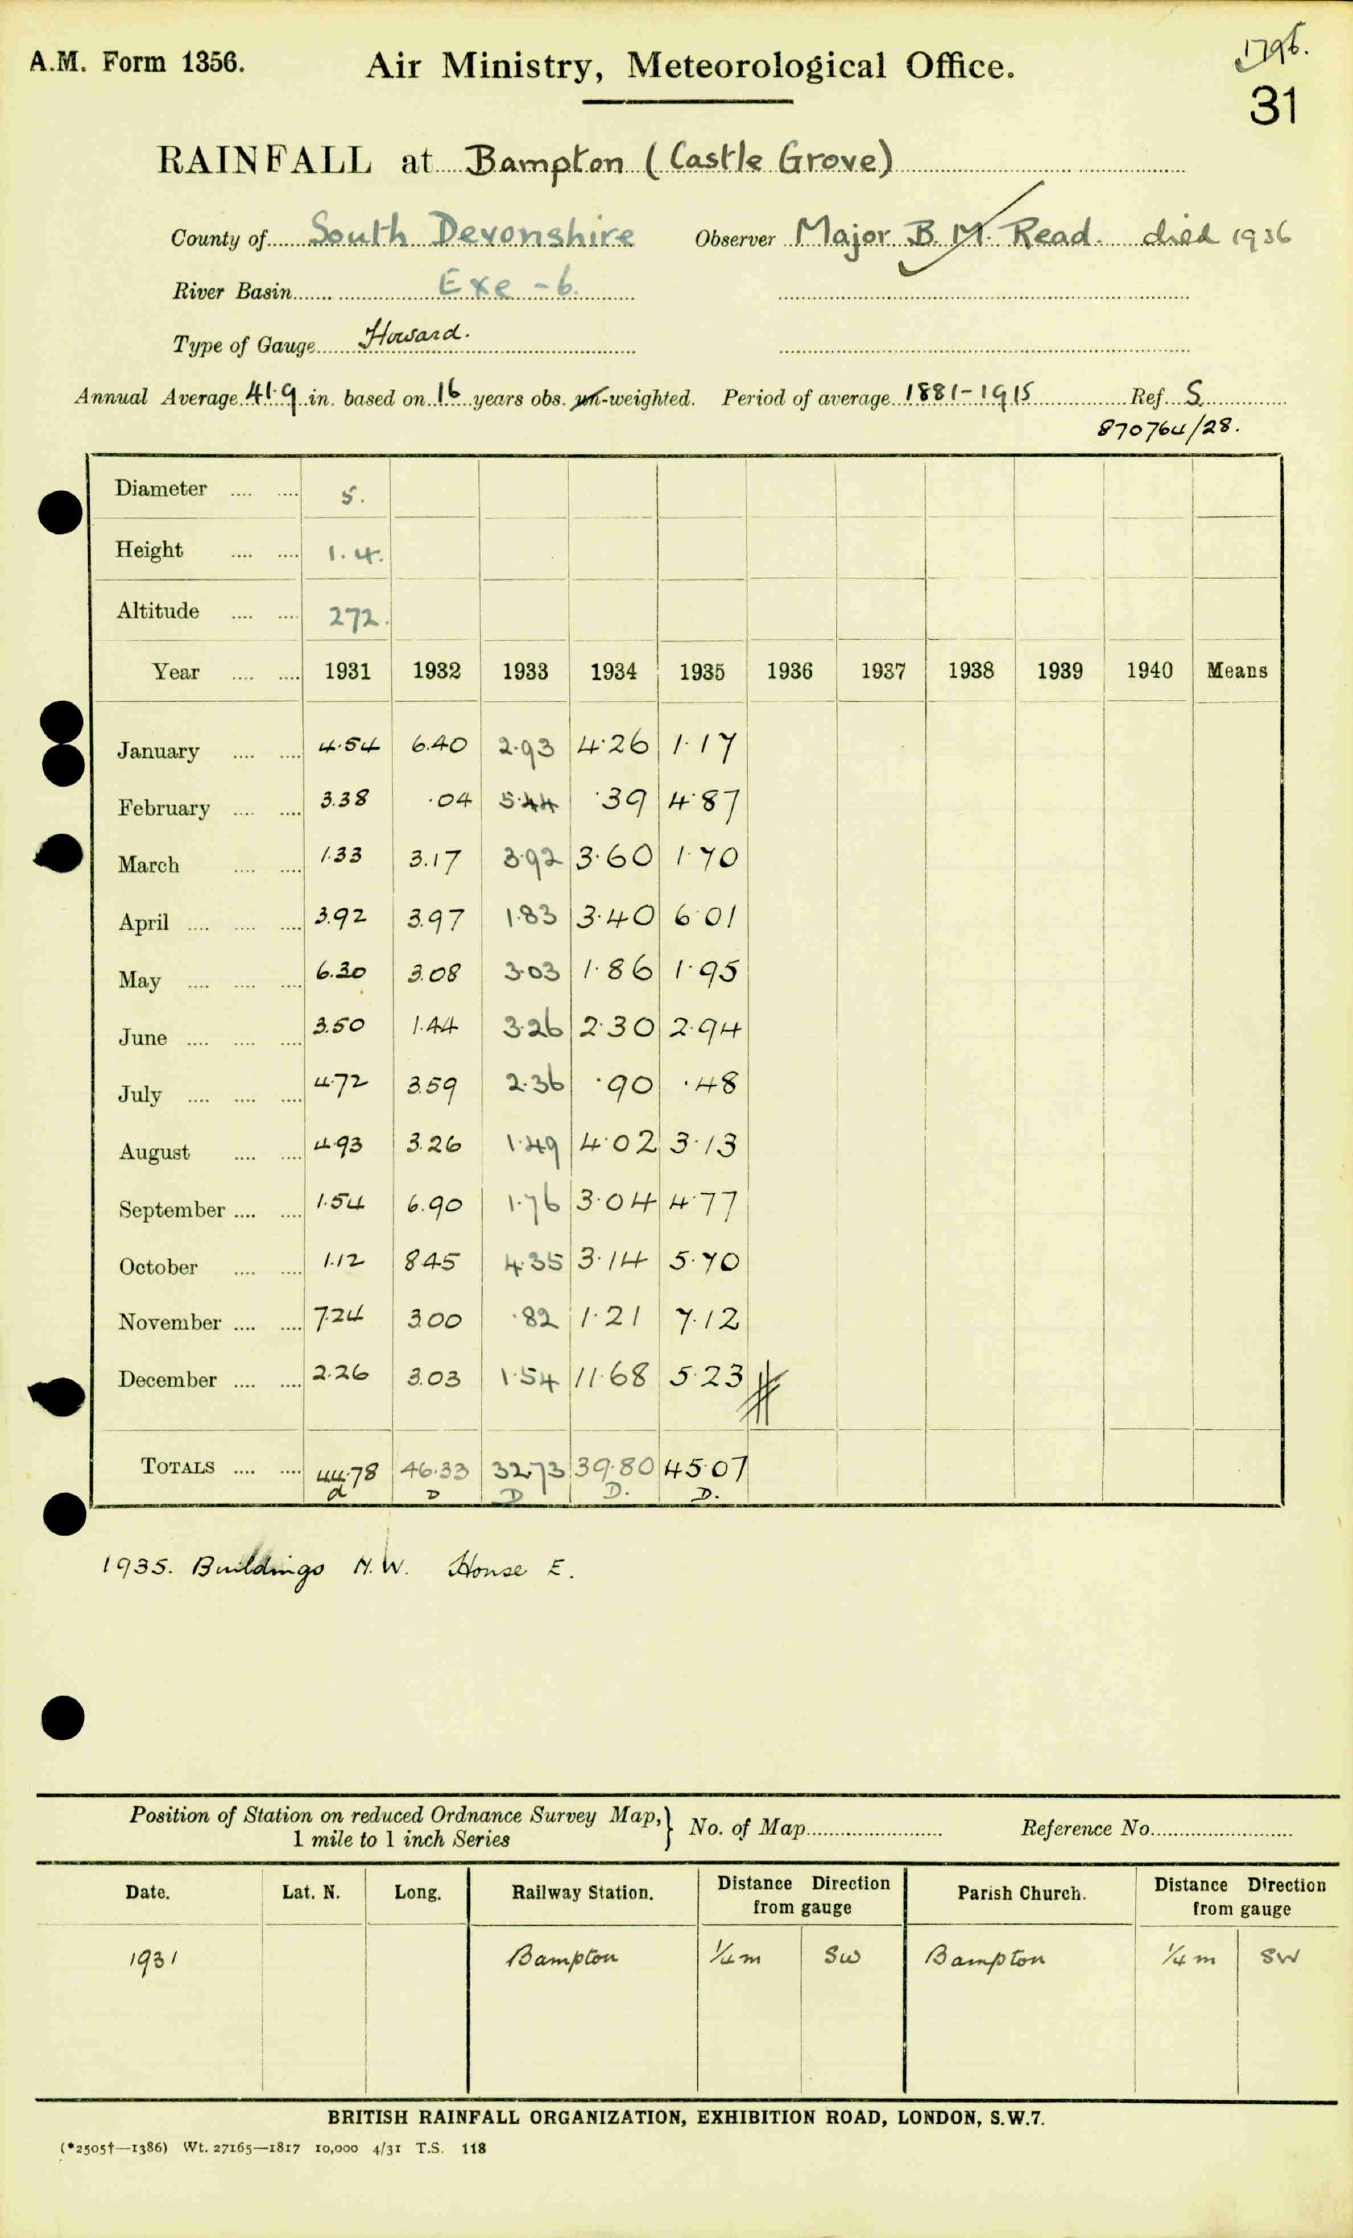 1796.
A.M. Form 1356. Air Ministry, Meteorological Office.
31
RAINFALL at Bampton (Castle Grove)
County of South Devonshire Observer Major B. M. Read. died 1936
River Basin Exe - 6.
Type of Gauge Howard.
Annual Average 41.9 in. based on 16 years obs. un-weighted. Period of average 1881-1915 Ref. S
870764/28.
Diameter 5.
Height 1.4.
Altitude 272.
Year 1931 1932 1933 1934 1935 1936 1937 1938 1939 1940 Means
January 4.54 6.40 2.93 4.26 1.17
February 3.38 .04 5.44 .39 4.87
March 1.33 3.17 3.92 3.60 1.70
April 3.92 3.97 1.83 3.40 6.01
May 6.30 3.08 3.03 1.86 1.95
June 3.50 1.44 3.26 2.30 2.94
July 4.72 3.59 2.36 .90 .48
August 4.93 3.26 1.49 4.02 3.13
September 1.54 6.90 1.76 3.04 4.77
October 1.12 8.45 4.35 3.14 5.70
November 7.24 3.00 .82 1.21 7.12
December 2.26 3.03 1.54 11.68 5.23
TOTALS 44.78 46.33 32.73 39.80 45.07
d D D D. D.
1935. Buildings N.W. House E.
Position of Station on reduced Ordnance Survey Map, 1 mile to 1 inch Series } No. of Map Reference No.
Date. Lat. N. Long. Railway Station. Distance Direction from gauge Parish Church. Distance Direction from gauge
1931 Bampton ¼ m SW Bampton ¼ m SW
BRITISH RAINFALL ORGANIZATION, EXHIBITION ROAD, LONDON, S.W.7.
(*2505†—1386) Wt. 27165—1817 10,000 4/31 T.S. 118